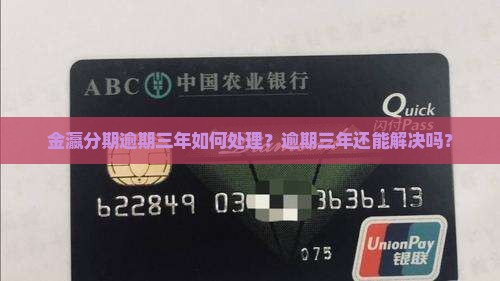 ABC 中国农业银行
Quick
闪付Pass
金瀛分期逾期三年如何处理？逾期三年还能解决吗？
622849 03 3636173
075
UnionPay
银联